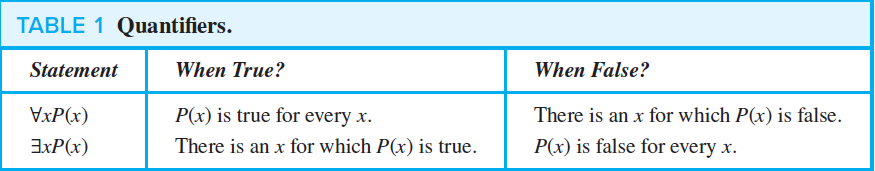 TABLE 1 Quantifiers.
Statement When True? When False?
∀xP(x) P(x) is true for every x. There is an x for which P(x) is false.
∃xP(x) There is an x for which P(x) is true. P(x) is false for every x.